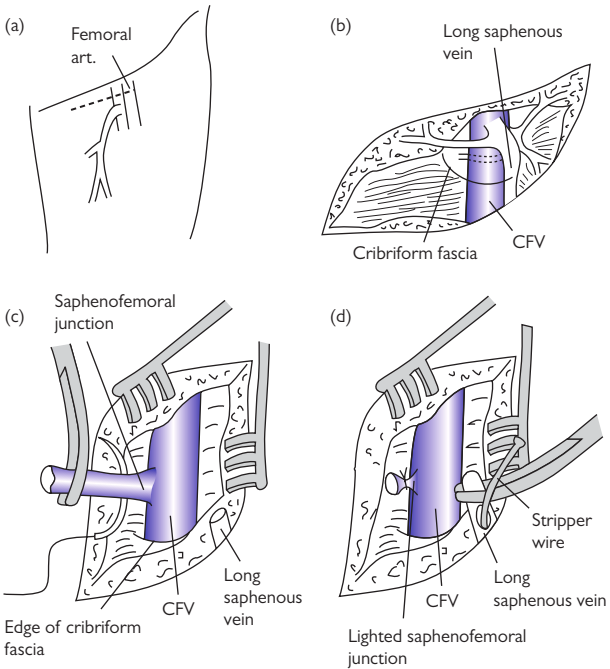 (a)
Femoral
art.
(b)
Long saphenous
vein
Cribriform fascia
CFV
(c)
Saphenofemoral
junction
CFV
Long
saphenous
vein
Edge of cribriform
fascia
(d)
Stripper
wire
CFV
Long
saphenous vein
Lighted saphenofemoral
junction